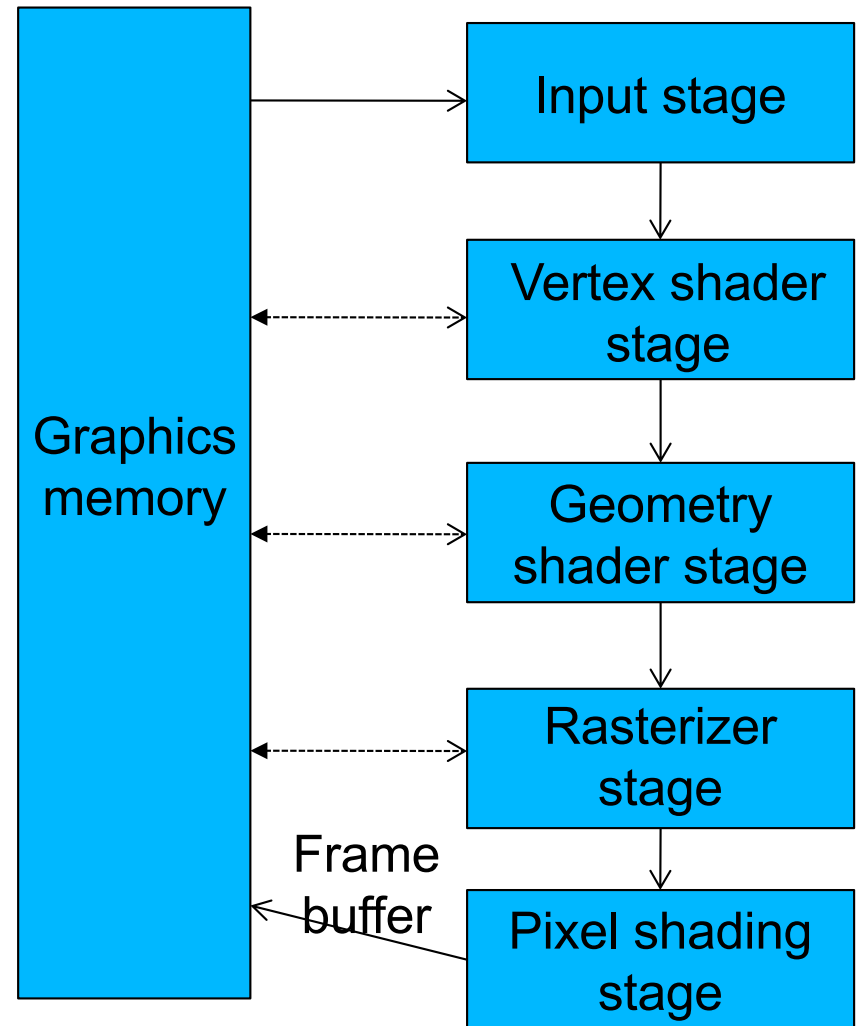 Input stage
Vertex shader
stage
Graphics
memory
Geometry
shader stage
Rasterizer
stage
Frame
buffer
Pixel shading
stage